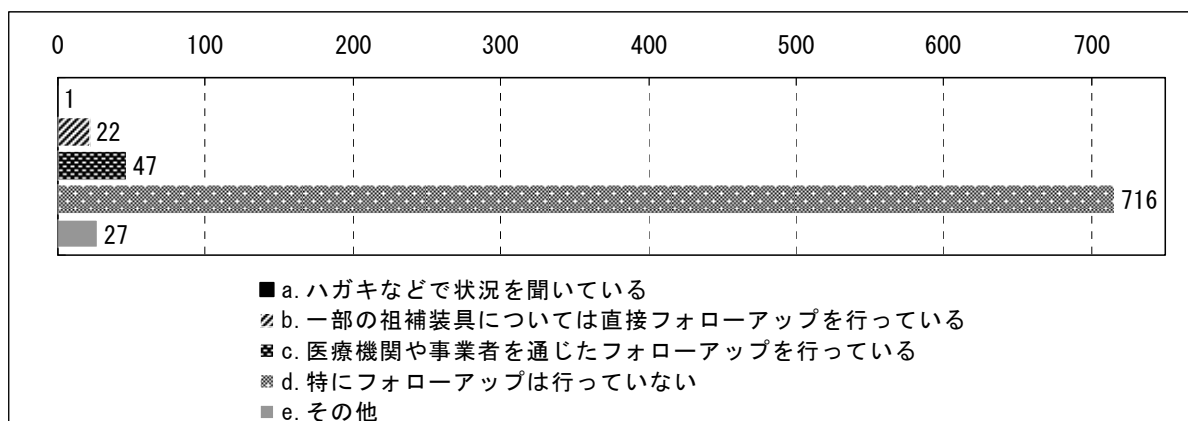 0 100 200 300 400 500 600 700
1
22
47
716
27
a. ハガキなどで状況を聞いている
b. 一部の祖補装具については直接フォローアップを行っている
c. 医療機関や事業者を通じたフォローアップを行っている
d. 特にフォローアップは行っていない
e. その他